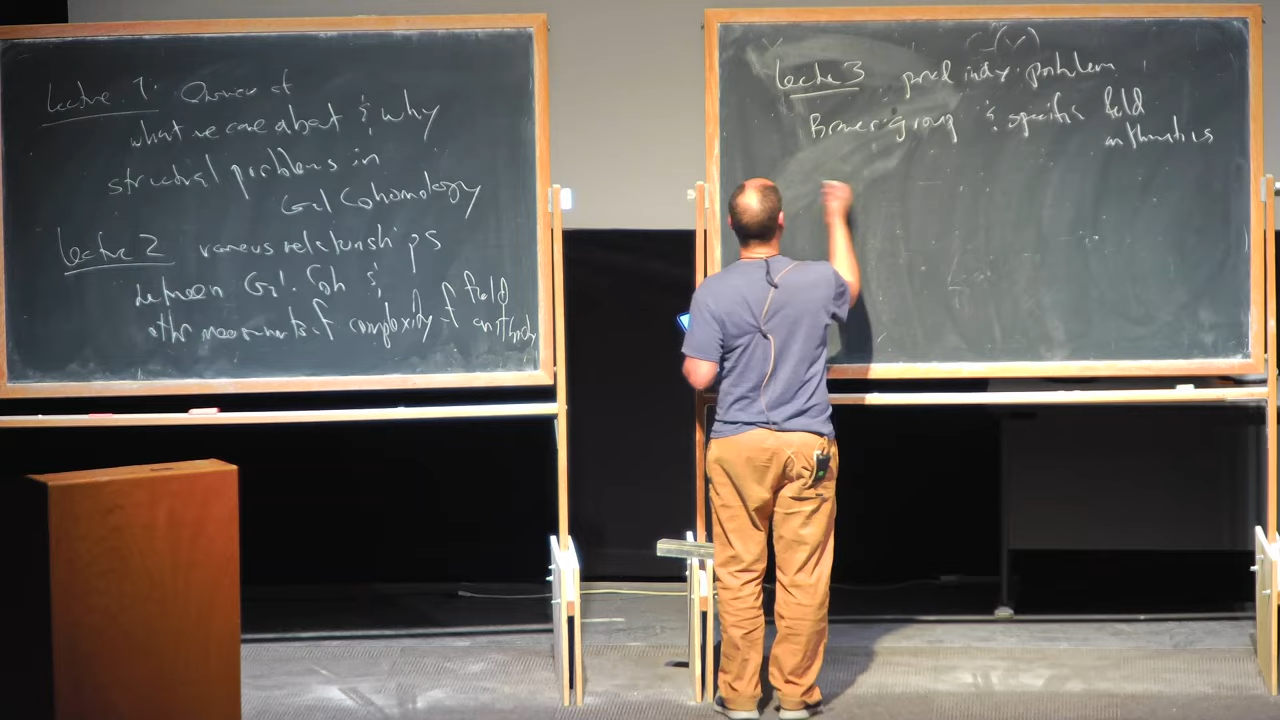 Lecture 1: Overview of
what we care about & why
structural problems in
Gal Cohomology
Lecture 2 various relationships
between Gal. Coh &
other measurements of complexity of field arithmetic
Lecture 3 period index problem
Brauer group & specific field
arithmetics